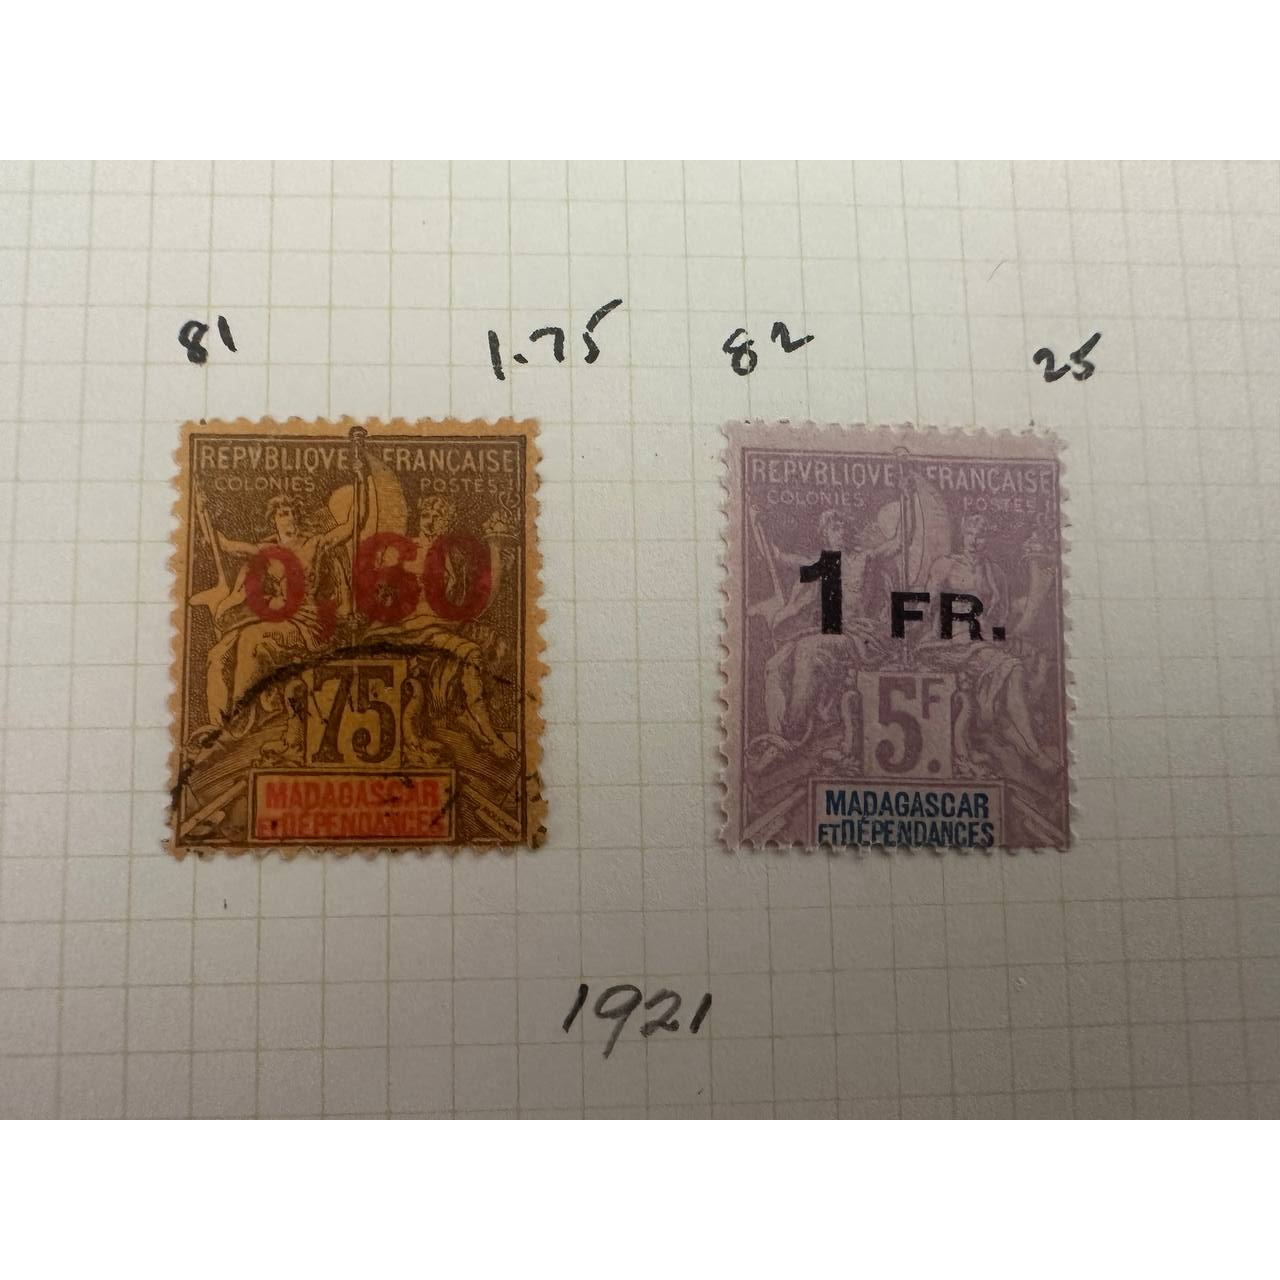 81 1.75 82 25
REPVBLIQVE FRANÇAISE
COLONIES POSTES
0,60
75
MADAGASCAR
ET DÉPENDANCES
REPVBLIQVE FRANÇAISE
COLONIES POSTES
1 FR.
5F.
MADAGASCAR
ET DÉPENDANCES
1921